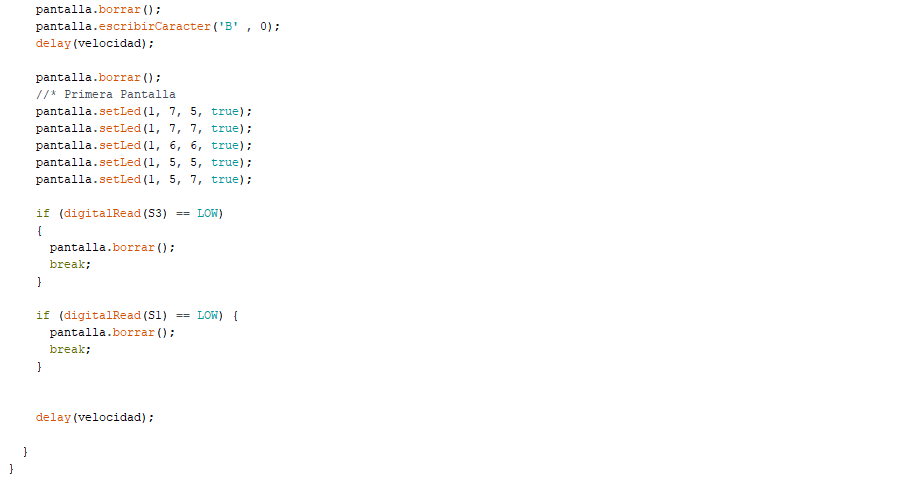 pantalla.borrar();
pantalla.escribirCaracter('B' , 0);
delay(velocidad);
pantalla.borrar();
//* Primera Pantalla
pantalla.setLed(1, 7, 5, true);
pantalla.setLed(1, 7, 7, true);
pantalla.setLed(1, 6, 6, true);
pantalla.setLed(1, 5, 5, true);
pantalla.setLed(1, 5, 7, true);
if (digitalRead(S3) == LOW)
{
pantalla.borrar();
break;
}
if (digitalRead(S1) == LOW) {
pantalla.borrar();
break;
}
delay(velocidad);
}
}